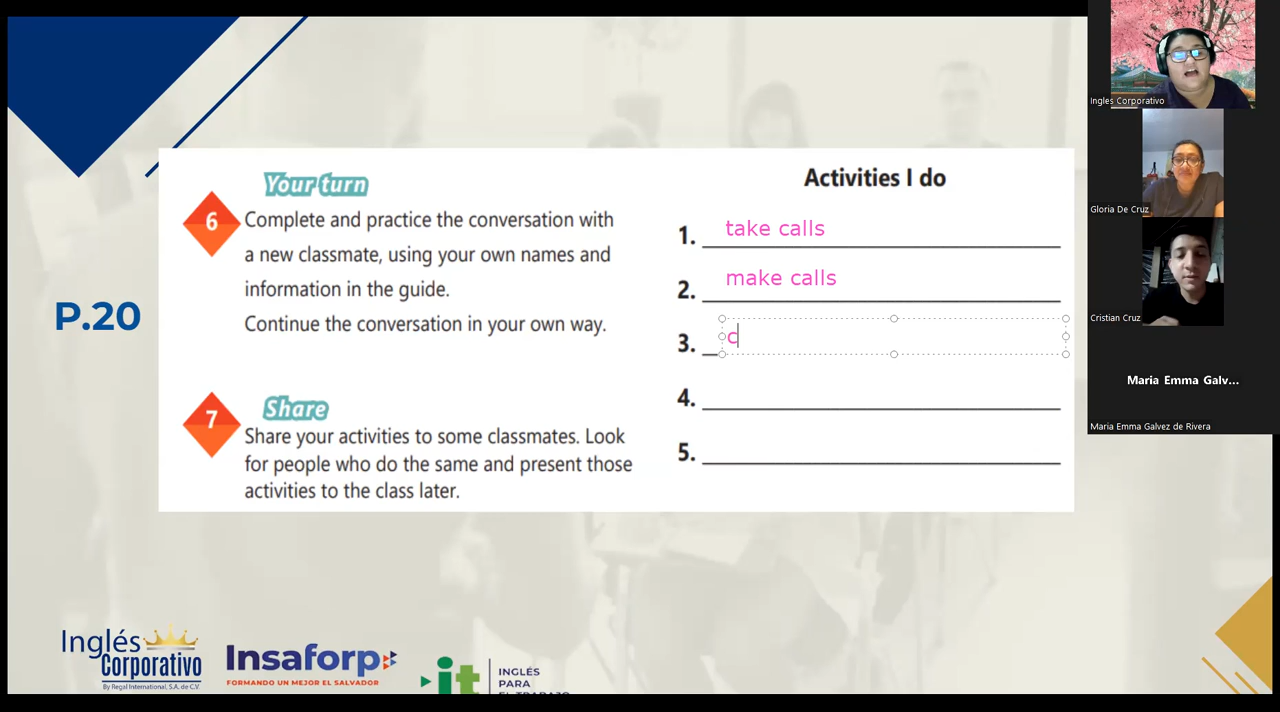 Your turn
6
Complete and practice the conversation with
a new classmate, using your own names and
information in the guide.
Continue the conversation in your own way.
P.20
7
Share
Share your activities to some classmates. Look
for people who do the same and present those
activities to the class later.
Activities I do
1. take calls
2. make calls
3. c
4.
5.
Inglés
Corporativo
By Regal International, S.A. de C.V.
Insaforp
FORMANDO UN MEJOR EL SALVADOR
it
INGLÉS
PARA
EL TRABAJO
Ingles Corporativo
Gloria De Cruz
Cristian Cruz
Maria Emma Galv...
Maria Emma Galvez de Rivera